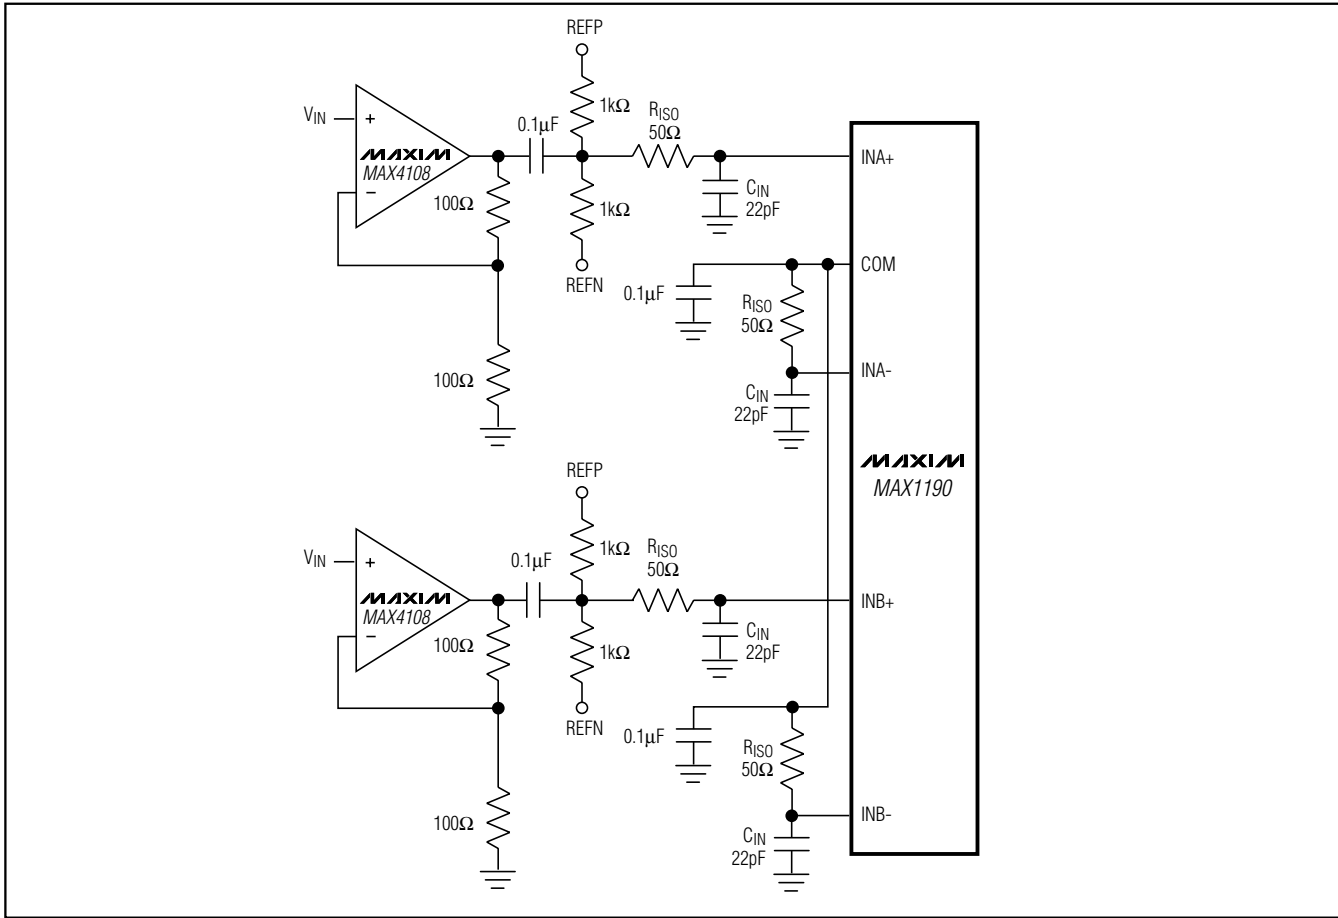 REFP
VIN
+
MAXIM
MAX4108
−
0.1µF
1kΩ
RISO
50Ω
INA+
100Ω
1kΩ
CIN
22pF
REFN
COM
0.1µF
RISO
50Ω
100Ω
INA-
CIN
22pF
MAXIM
MAX1190
REFP
VIN
+
MAXIM
MAX4108
−
0.1µF
1kΩ
RISO
50Ω
INB+
100Ω
1kΩ
CIN
22pF
REFN
0.1µF
RISO
50Ω
100Ω
INB-
CIN
22pF